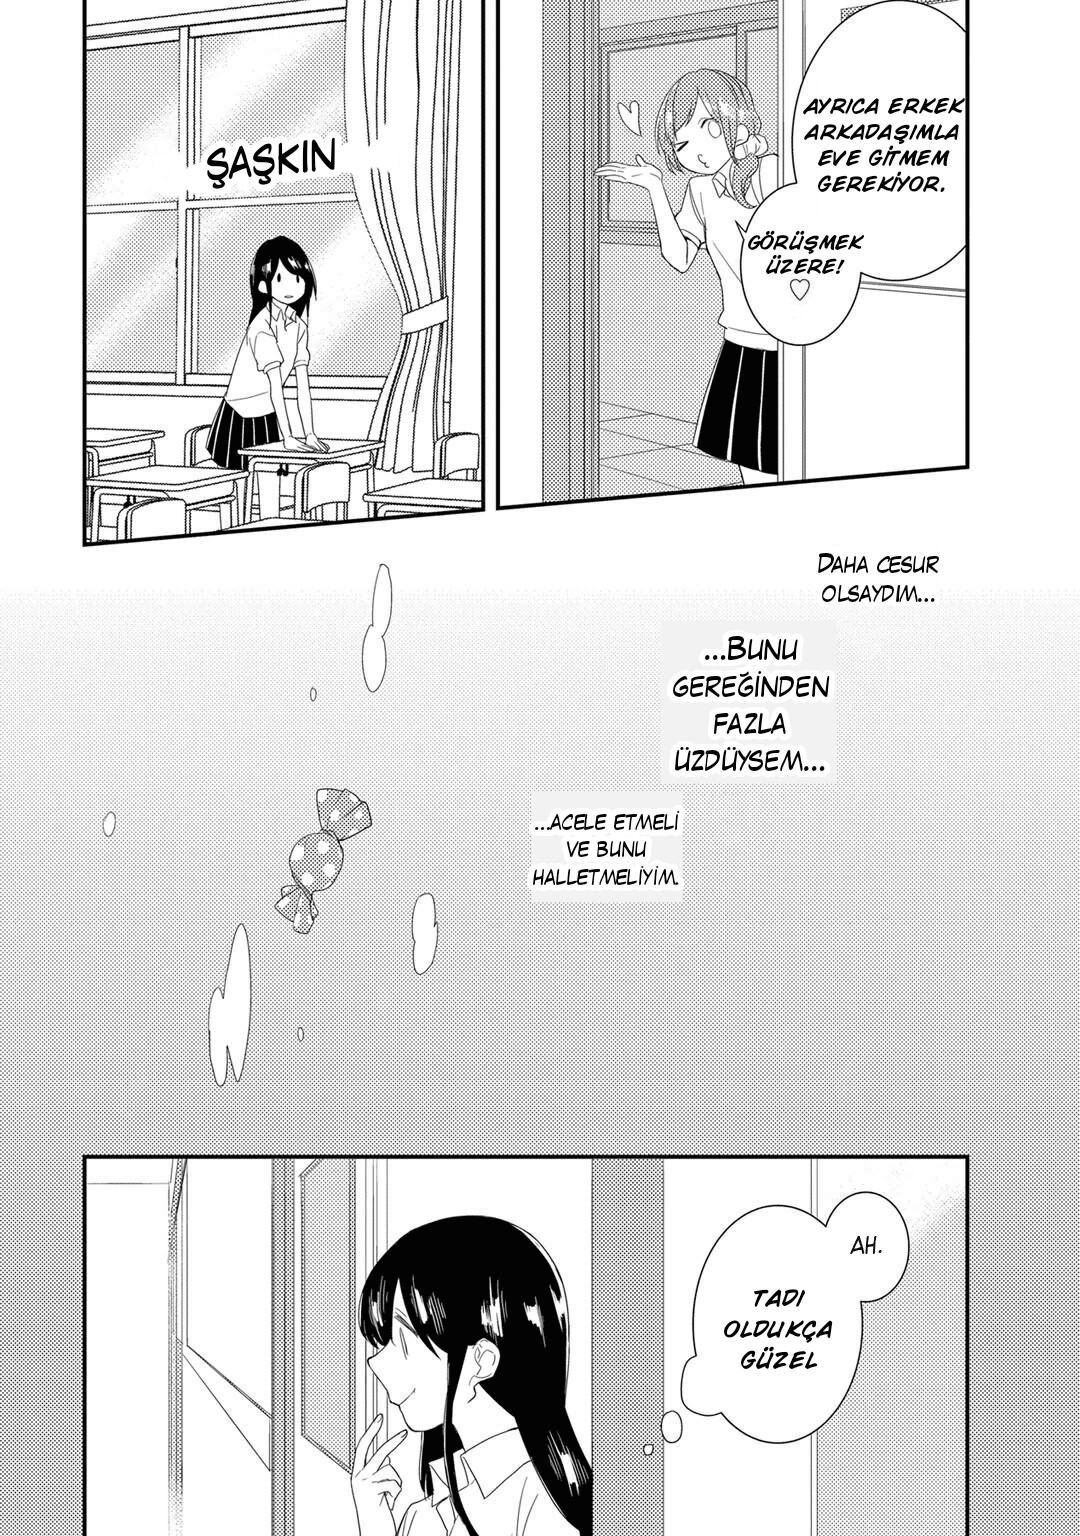 AYRICA ERKEK
ARKADAŞIMLA
EVE GİTMEM
GEREKİYOR.
GÖRÜŞMEK
ÜZERE!
♡
ŞAŞKIN
DAHA CESUR
OLSAYDIM...
...BUNU
GEREĞİNDEN
FAZLA
ÜZDÜYSEM...
...ACELE ETMELİ
VE BUNU
HALLETMELİYİM.
AH.
TADI
OLDUKÇA
GÜZEL